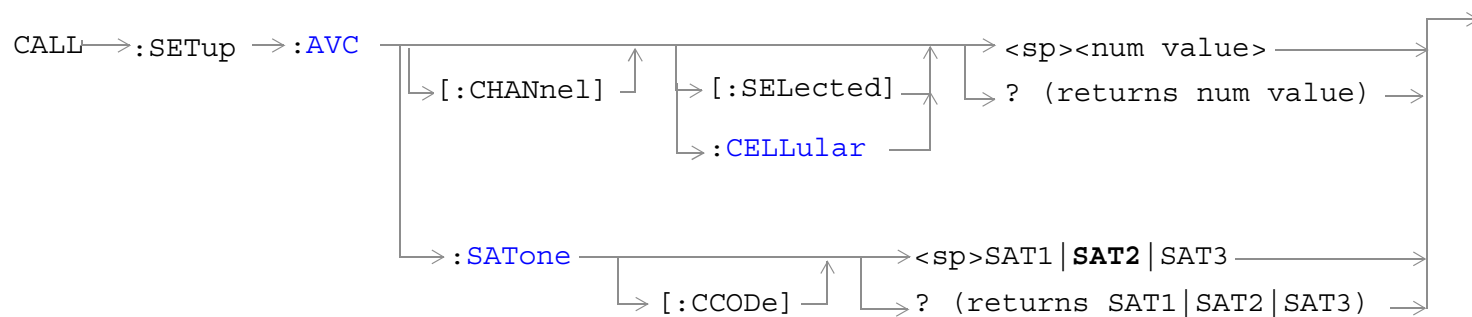 CALL :SETup :AVC <sp><num value>
[:CHANnel] [:SELected] ? (returns num value)
:CELLular
:SATone <sp>SAT1|SAT2|SAT3
[:CCODe] ? (returns SAT1|SAT2|SAT3)